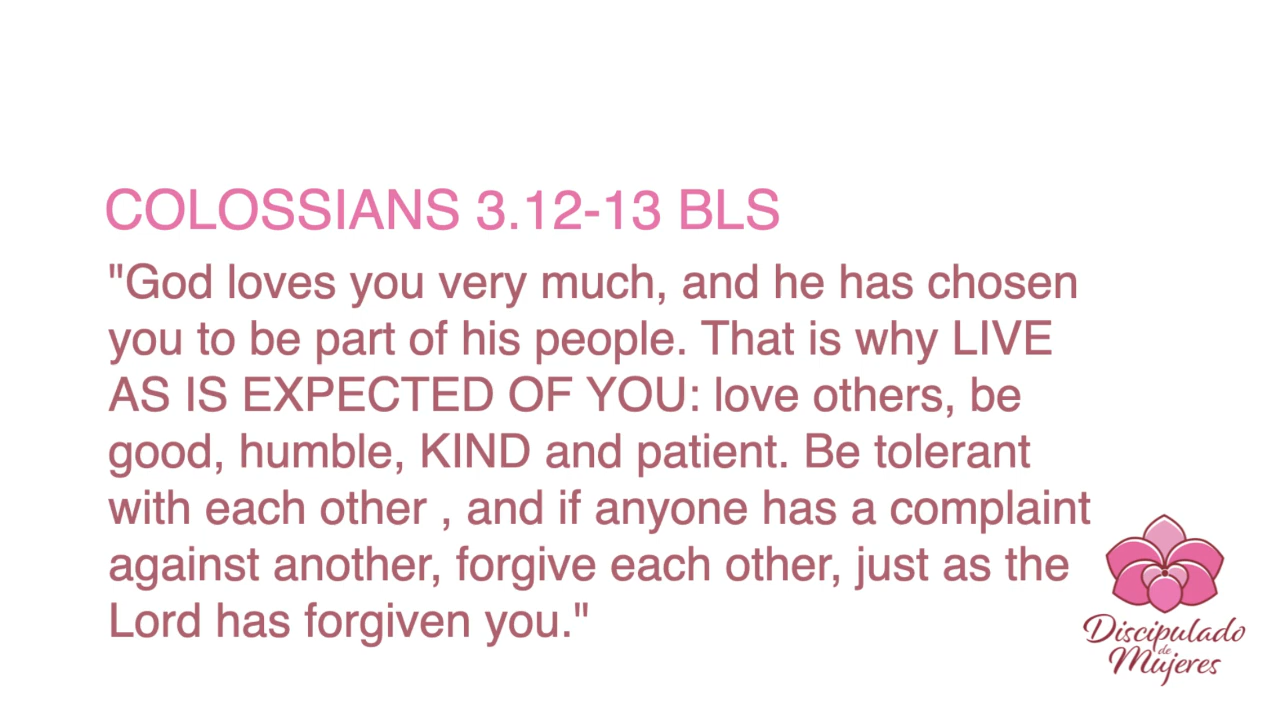 COLOSSIANS 3.12-13 BLS
"God loves you very much, and he has chosen
you to be part of his people. That is why LIVE
AS IS EXPECTED OF YOU: love others, be
good, humble, KIND and patient. Be tolerant
with each other , and if anyone has a complaint
against another, forgive each other, just as the
Lord has forgiven you."
Discipulado
de
Mujeres